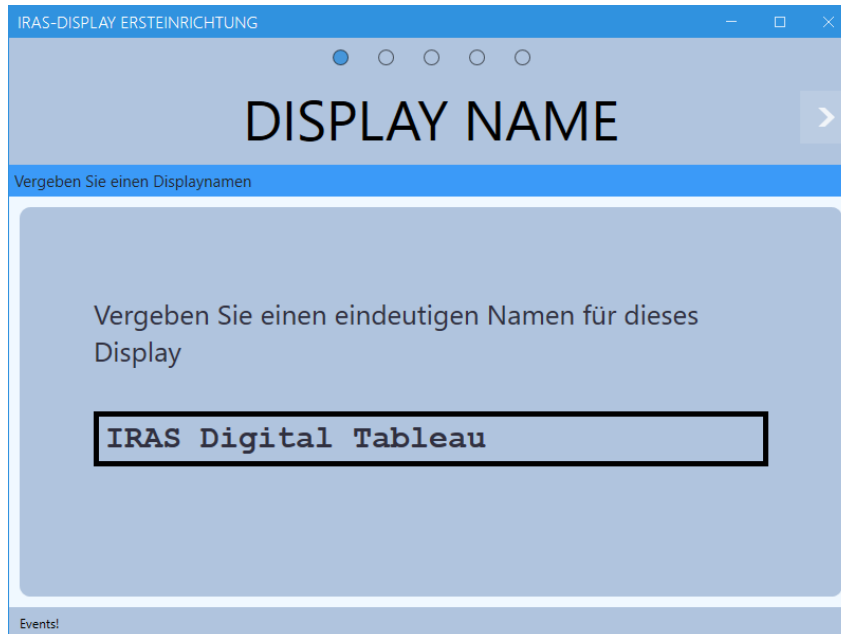 IRAS-DISPLAY ERSTEINRICHTUNG
DISPLAY NAME
Vergeben Sie einen Displaynamen
Vergeben Sie einen eindeutigen Namen für dieses
Display
IRAS Digital Tableau
Events!